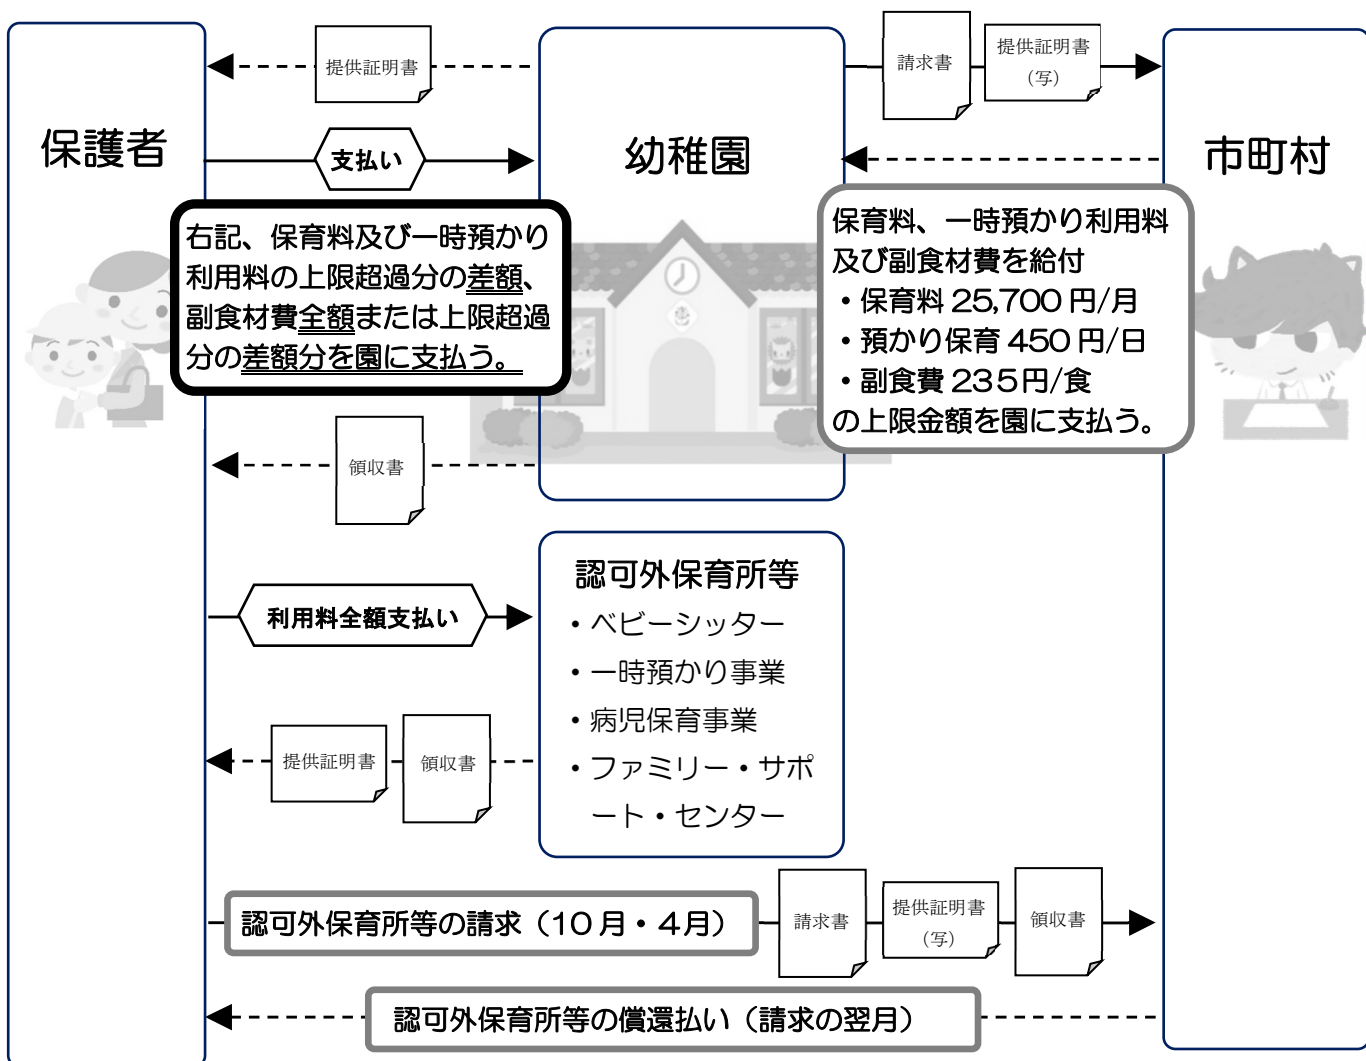 保護者
提供証明書
支払い
右記、保育料及び一時預かり
利用料の上限超過分の差額、
副食材費全額または上限超過
分の差額分を園に支払う。
領収書
幼稚園
請求書
提供証明書
(写)
市町村
保育料、一時預かり利用料
及び副食材費を給付
・保育料 25,700 円/月
・預かり保育 450 円/日
・副食費 235円/食
の上限金額を園に支払う。
利用料全額支払い
提供証明書
領収書
認可外保育所等
・ベビーシッター
・一時預かり事業
・病児保育事業
・ファミリー・サポ
ート・センター
認可外保育所等の請求（10月・4月）
請求書
提供証明書
(写)
領収書
認可外保育所等の償還払い（請求の翌月）